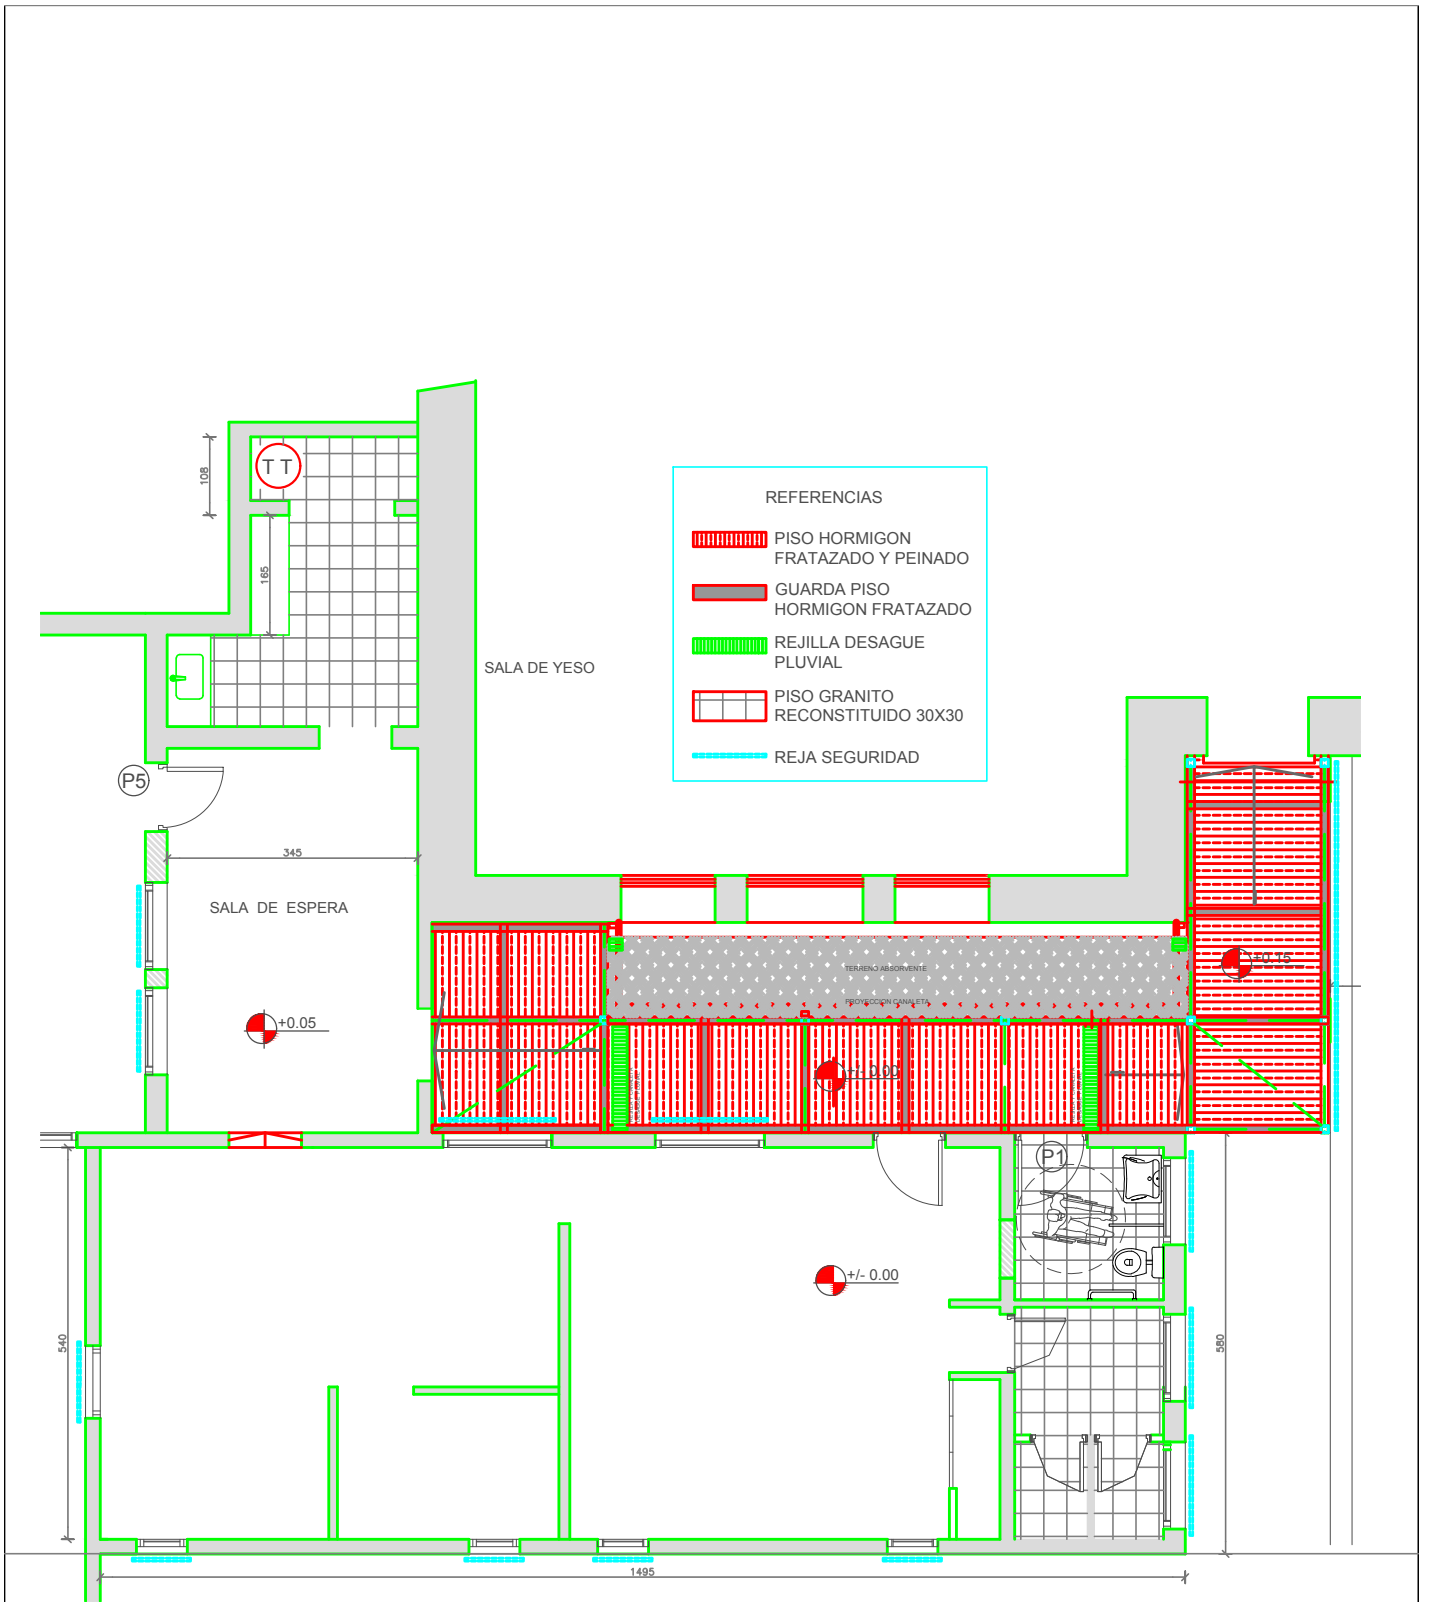 108
T T
165
REFERENCIAS
PISO HORMIGON
FRATAZADO Y PEINADO
GUARDA PISO
HORMIGON FRATAZADO
REJILLA DESAGUE
PLUVIAL
PISO GRANITO
RECONSTITUIDO 30X30
REJA SEGURIDAD
SALA DE YESO
P5
345
SALA DE ESPERA
+0.05
TERRENO ABSORVENTE
PROYECCION CANALETA
+0.15
+/- 0.00
P1
+/- 0.00
540
580
1495